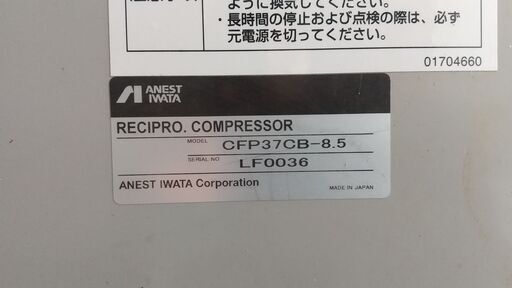 ように換気してください。
・長時間の停止および点検の際は、必ず
元電源を切ってください。
01704660
ANEST
IWATA
RECIPRO. COMPRESSOR
MODEL CFP37CB-8.5
SERIAL NO LF0036
ANEST IWATA Corporation MADE IN JAPAN